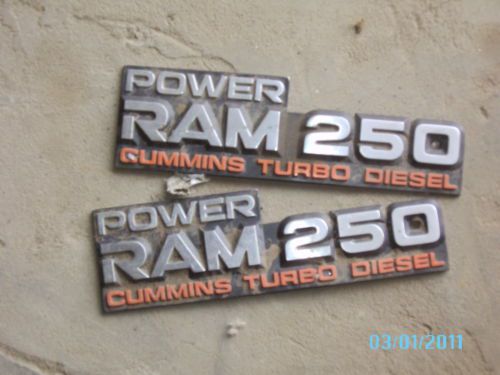 POWER
RAM 250
CUMMINS TURBO DIESEL
POWER
RAM 250
CUMMINS TURBO DIESEL
03/01/2011